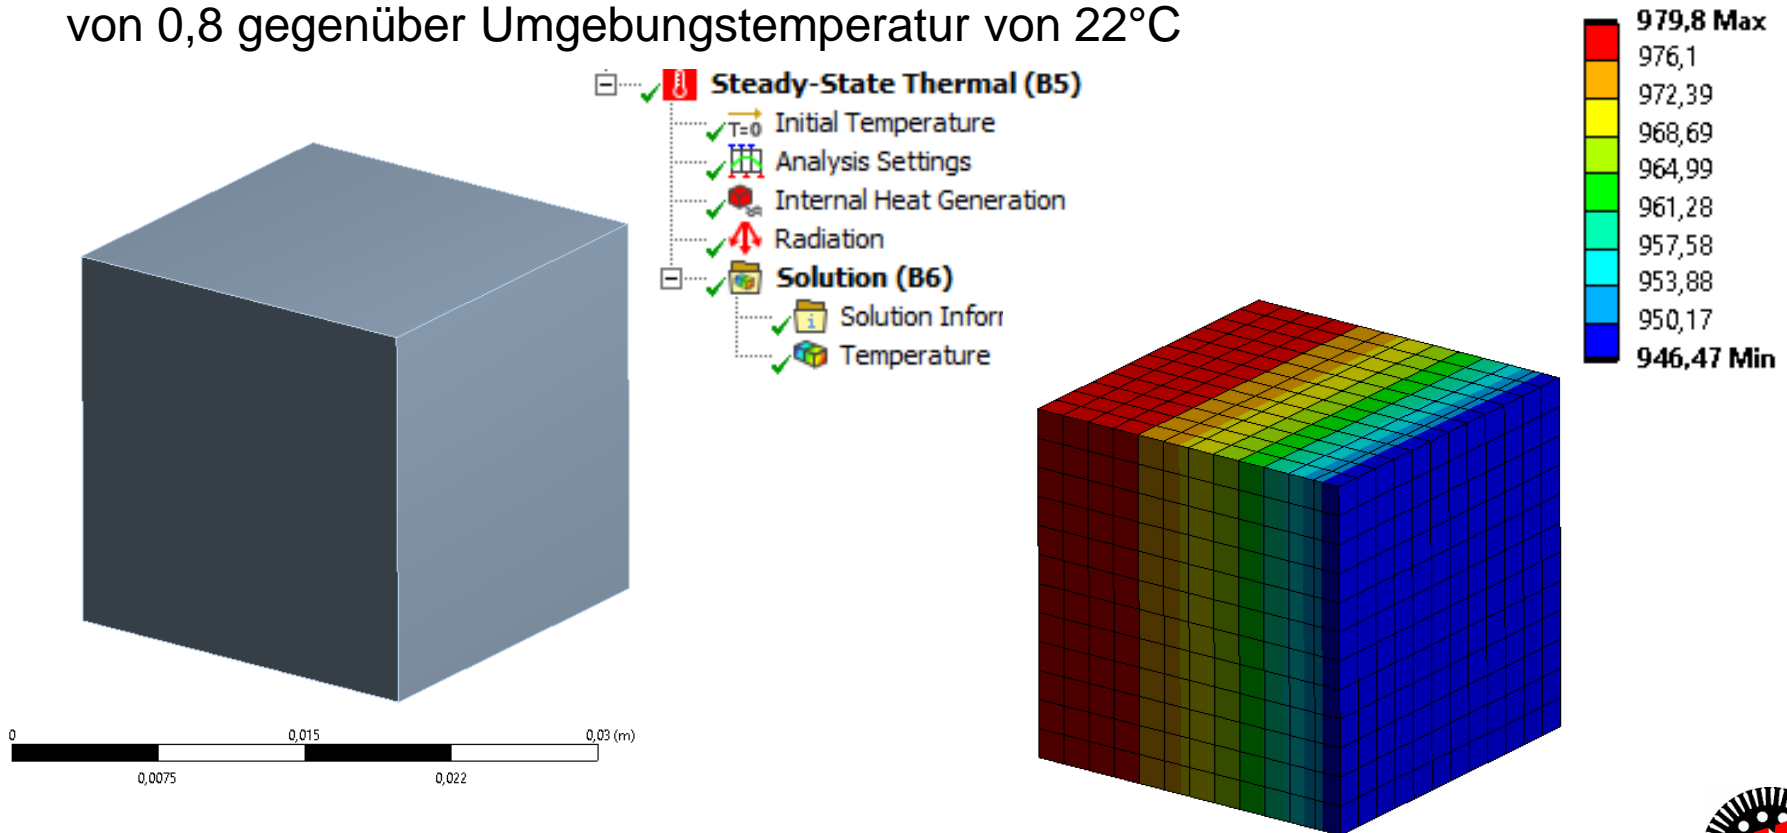 von 0,8 gegenüber Umgebungstemperatur von 22°C
Steady-State Thermal (B5)
T=0 Initial Temperature
Analysis Settings
Internal Heat Generation
Radiation
Solution (B6)
Solution Inforr
Temperature
979,8 Max
976,1
972,39
968,69
964,99
961,28
957,58
953,88
950,17
946,47 Min
0 0,015 0,03 (m)
0,0075 0,022